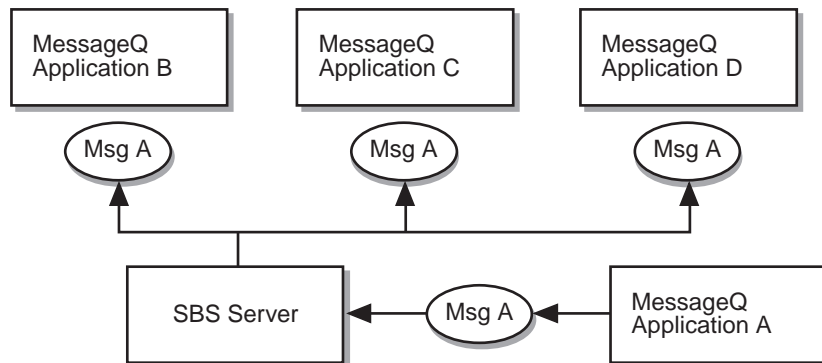 MessageQ
Application B
MessageQ
Application C
MessageQ
Application D
Msg A
Msg A
Msg A
SBS Server
Msg A
MessageQ
Application A